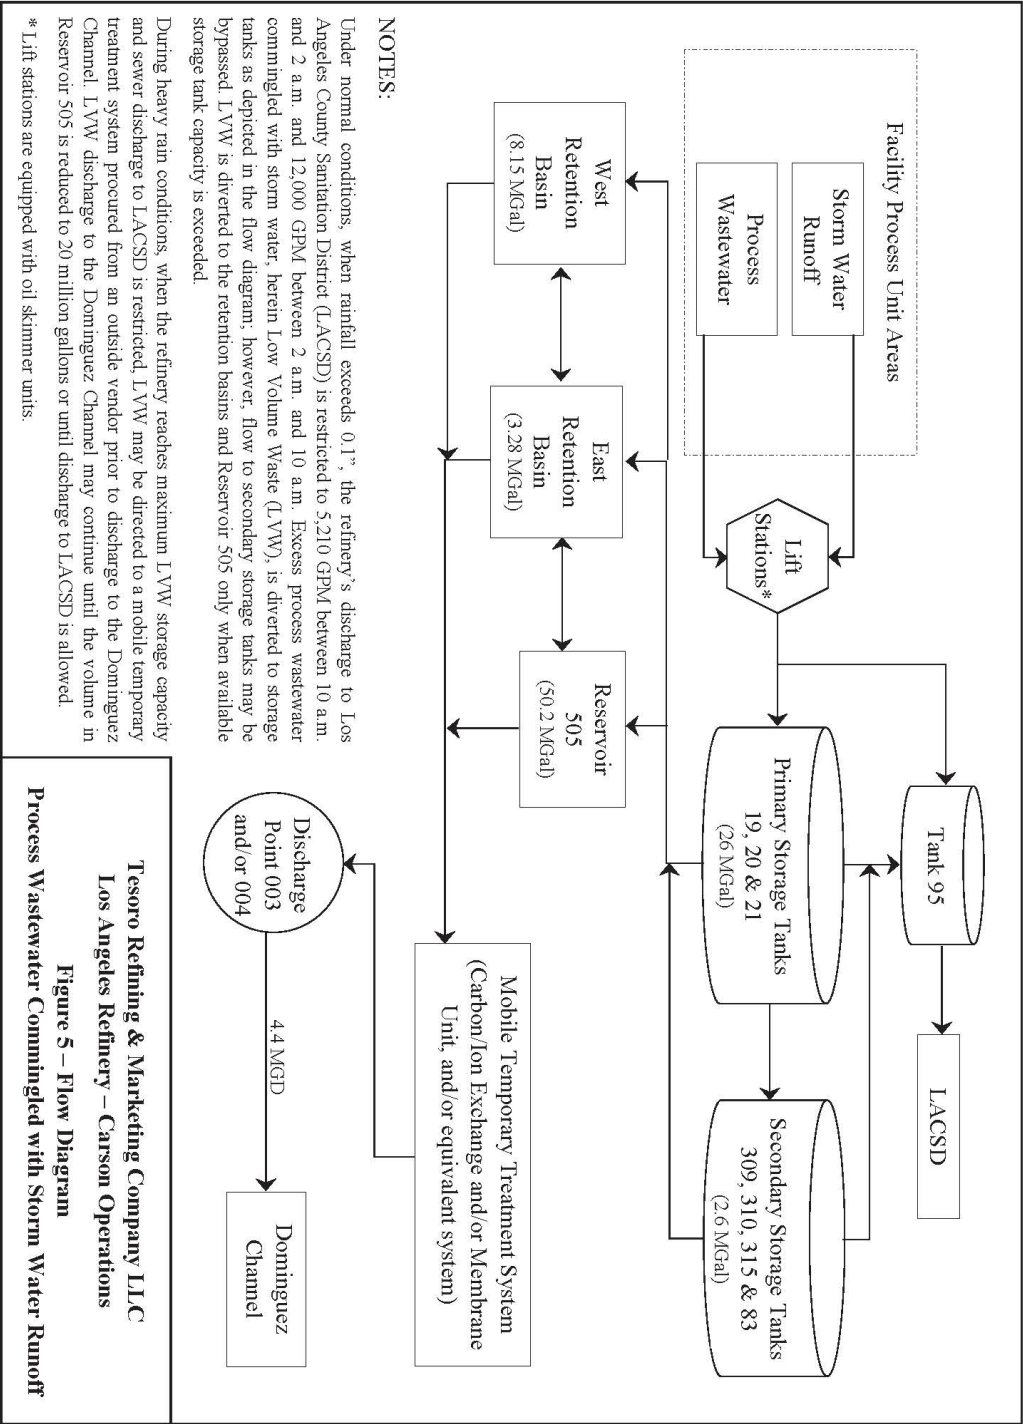 Facility Process Unit Areas
Storm Water
Runoff
Process
Wastewater
Lift
Stations*
Tank 95
LACSD
Primary Storage Tanks
19, 20 & 21
(26 MGal)
Secondary Storage Tanks
309, 310, 315 & 83
(2.6 MGal)
West
Retention
Basin
(8.15 MGal)
East
Retention
Basin
(3.28 MGal)
Reservoir
505
(50.2 MGal)
Mobile Temporary Treatment System
(Carbon/Ion Exchange and/or Membrane
Unit, and/or equivalent system)
Discharge
Point 003
and/or 004
4.4 MGD
Dominguez
Channel
NOTES:
Under normal conditions, when rainfall exceeds 0.1”, the refinery’s discharge to Los
Angeles County Sanitation District (LACSD) is restricted to 5,210 GPM between 10 a.m.
and 2 a.m. and 12,000 GPM between 2 a.m. and 10 a.m. Excess process wastewater
commingled with storm water, herein Low Volume Waste (LVW), is diverted to storage
tanks as depicted in the flow diagram; however, flow to secondary storage tanks may be
bypassed. LVW is diverted to the retention basins and Reservoir 505 only when available
storage tank capacity is exceeded.
During heavy rain conditions, when the refinery reaches maximum LVW storage capacity
and sewer discharge to LACSD is restricted, LVW may be directed to a mobile temporary
treatment system procured from an outside vendor prior to discharge to the Dominguez
Channel. LVW discharge to the Dominguez Channel may continue until the volume in
Reservoir 505 is reduced to 20 million gallons or until discharge to LACSD is allowed.
* Lift stations are equipped with oil skimmer units.
Tesoro Refining & Marketing Company LLC
Los Angeles Refinery – Carson Operations
Figure 5 – Flow Diagram
Process Wastewater Commingled with Storm Water Runoff